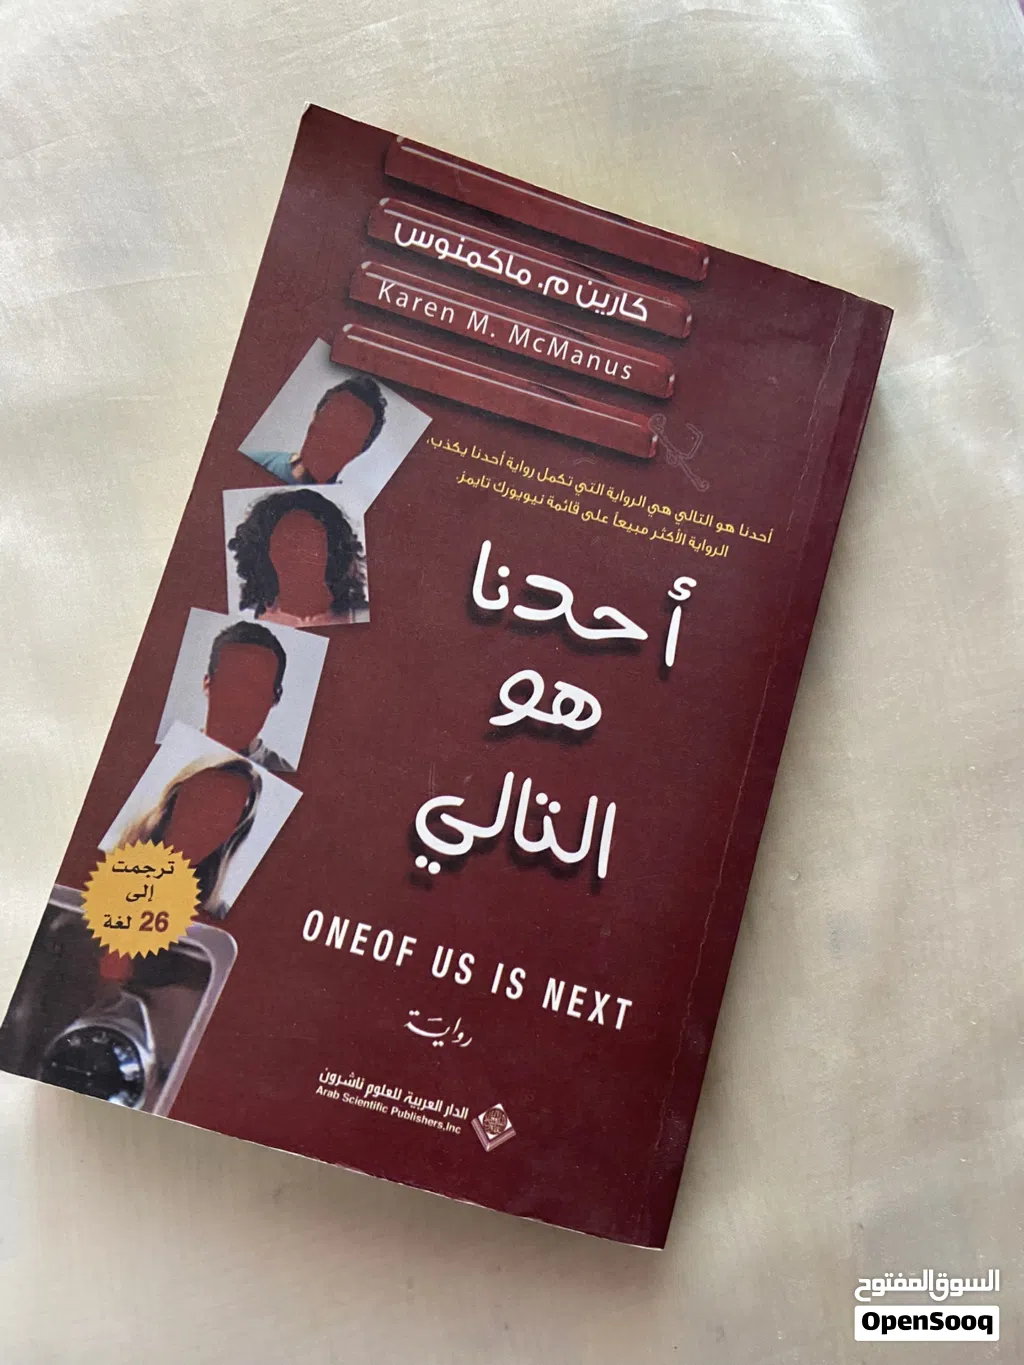 كارين م. ماكمنوس
Karen M. McManus
أحدنا هو التالي هي الرواية التي تكمل رواية أحدنا يكذب،
الرواية الأكثر مبيعاً على قائمة نيويورك تايمز.
أحدنا
هو
التالي
ONEOF US IS NEXT
رواية
تُرجمت
إلى
26 لغة
الدار العربية للعلوم ناشرون
Arab Scientific Publishers, Inc
السوق المفتوح
OpenSooq